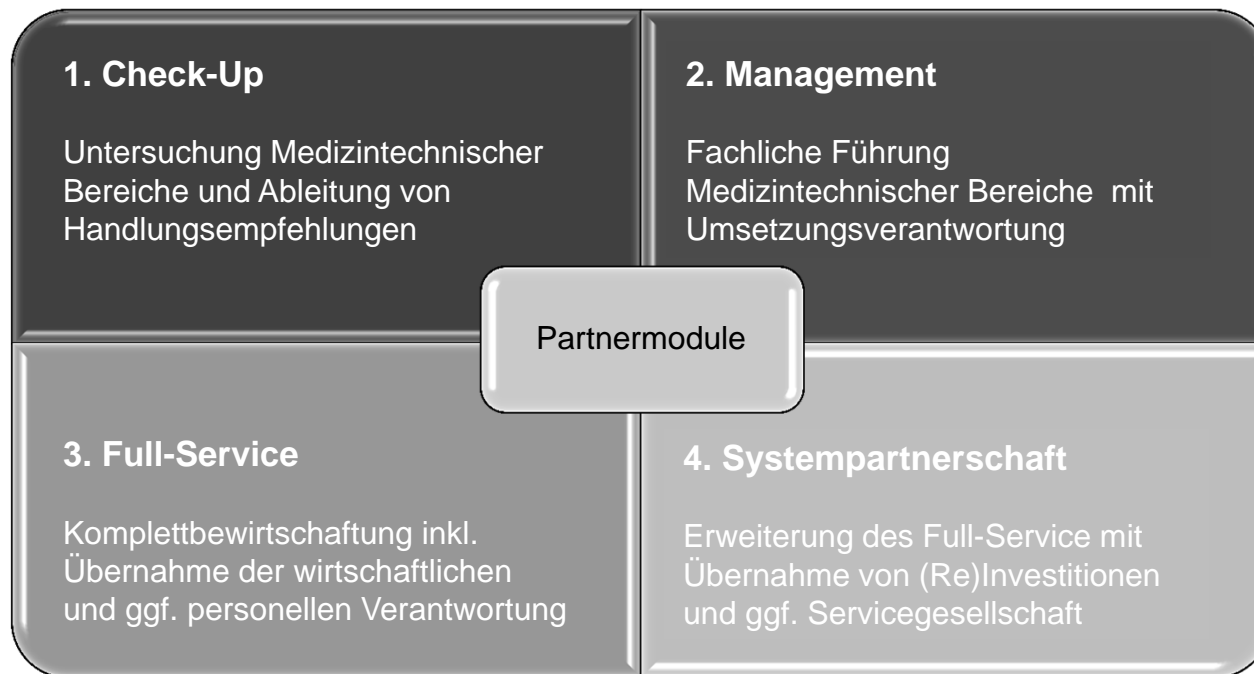 1. Check-Up
Untersuchung Medizintechnischer
Bereiche und Ableitung von
Handlungsempfehlungen
2. Management
Fachliche Führung
Medizintechnischer Bereiche  mit
Umsetzungsverantwortung
Partnermodule
3. Full-Service
Komplettbewirtschaftung inkl.
Übernahme der wirtschaftlichen
und ggf. personellen Verantwortung
4. Systempartnerschaft
Erweiterung des Full-Service mit
Übernahme von (Re)Investitionen
und ggf. Servicegesellschaft